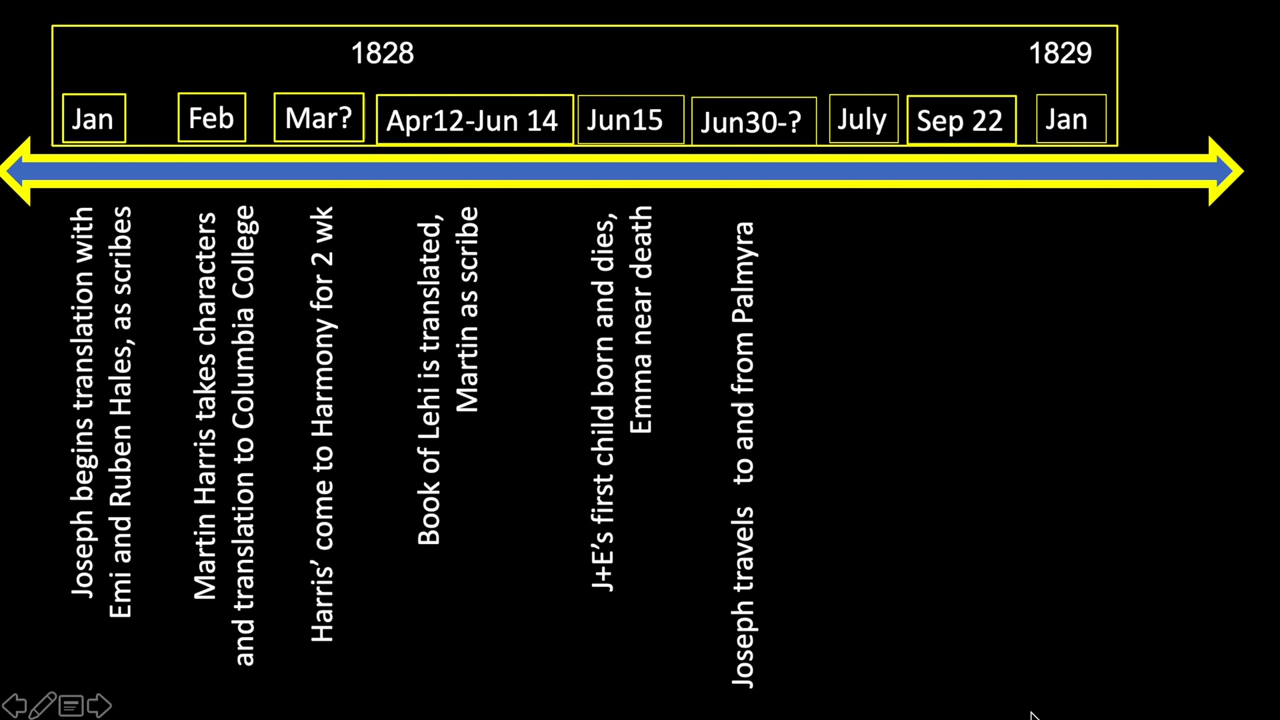 1828
1829
Jan
Feb
Mar?
Apr12-Jun 14
Jun15
Jun30-?
July
Sep 22
Jan
Joseph begins translation with
Emi and Ruben Hales, as scribes
Martin Harris takes characters
and translation to Columbia College
Harris’ come to Harmony for 2 wk
Book of Lehi is translated,
Martin as scribe
J+E’s first child born and dies,
Emma near death
Joseph travels to and from Palmyra